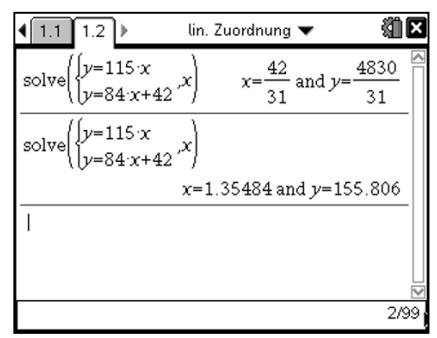 1.1 1.2 lin. Zuordnung
solve({y=115·x
y=84·x+42 ,x) x=42/31 and y=4830/31
solve({y=115·x
y=84·x+42 ,x)
x=1.35484 and y=155.806
2/99